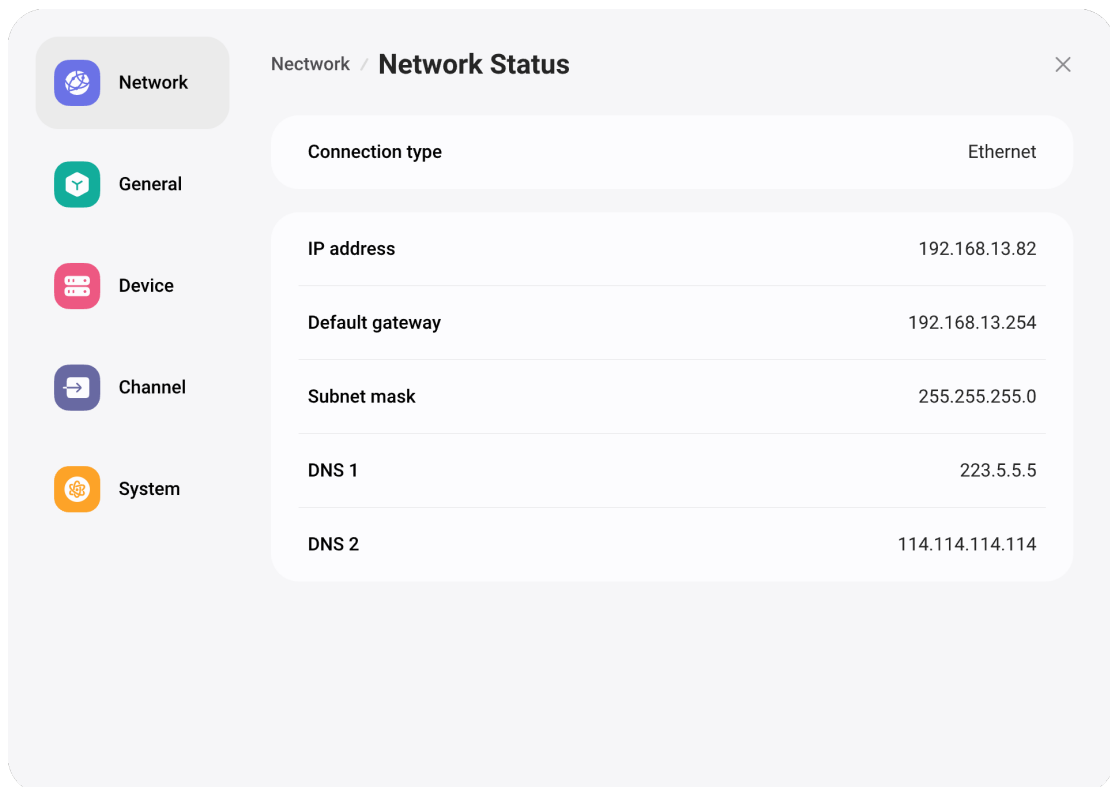 Network
General
Device
Channel
System
Nectwork / Network Status
Connection type Ethernet
IP address 192.168.13.82
Default gateway 192.168.13.254
Subnet mask 255.255.255.0
DNS 1 223.5.5.5
DNS 2 114.114.114.114